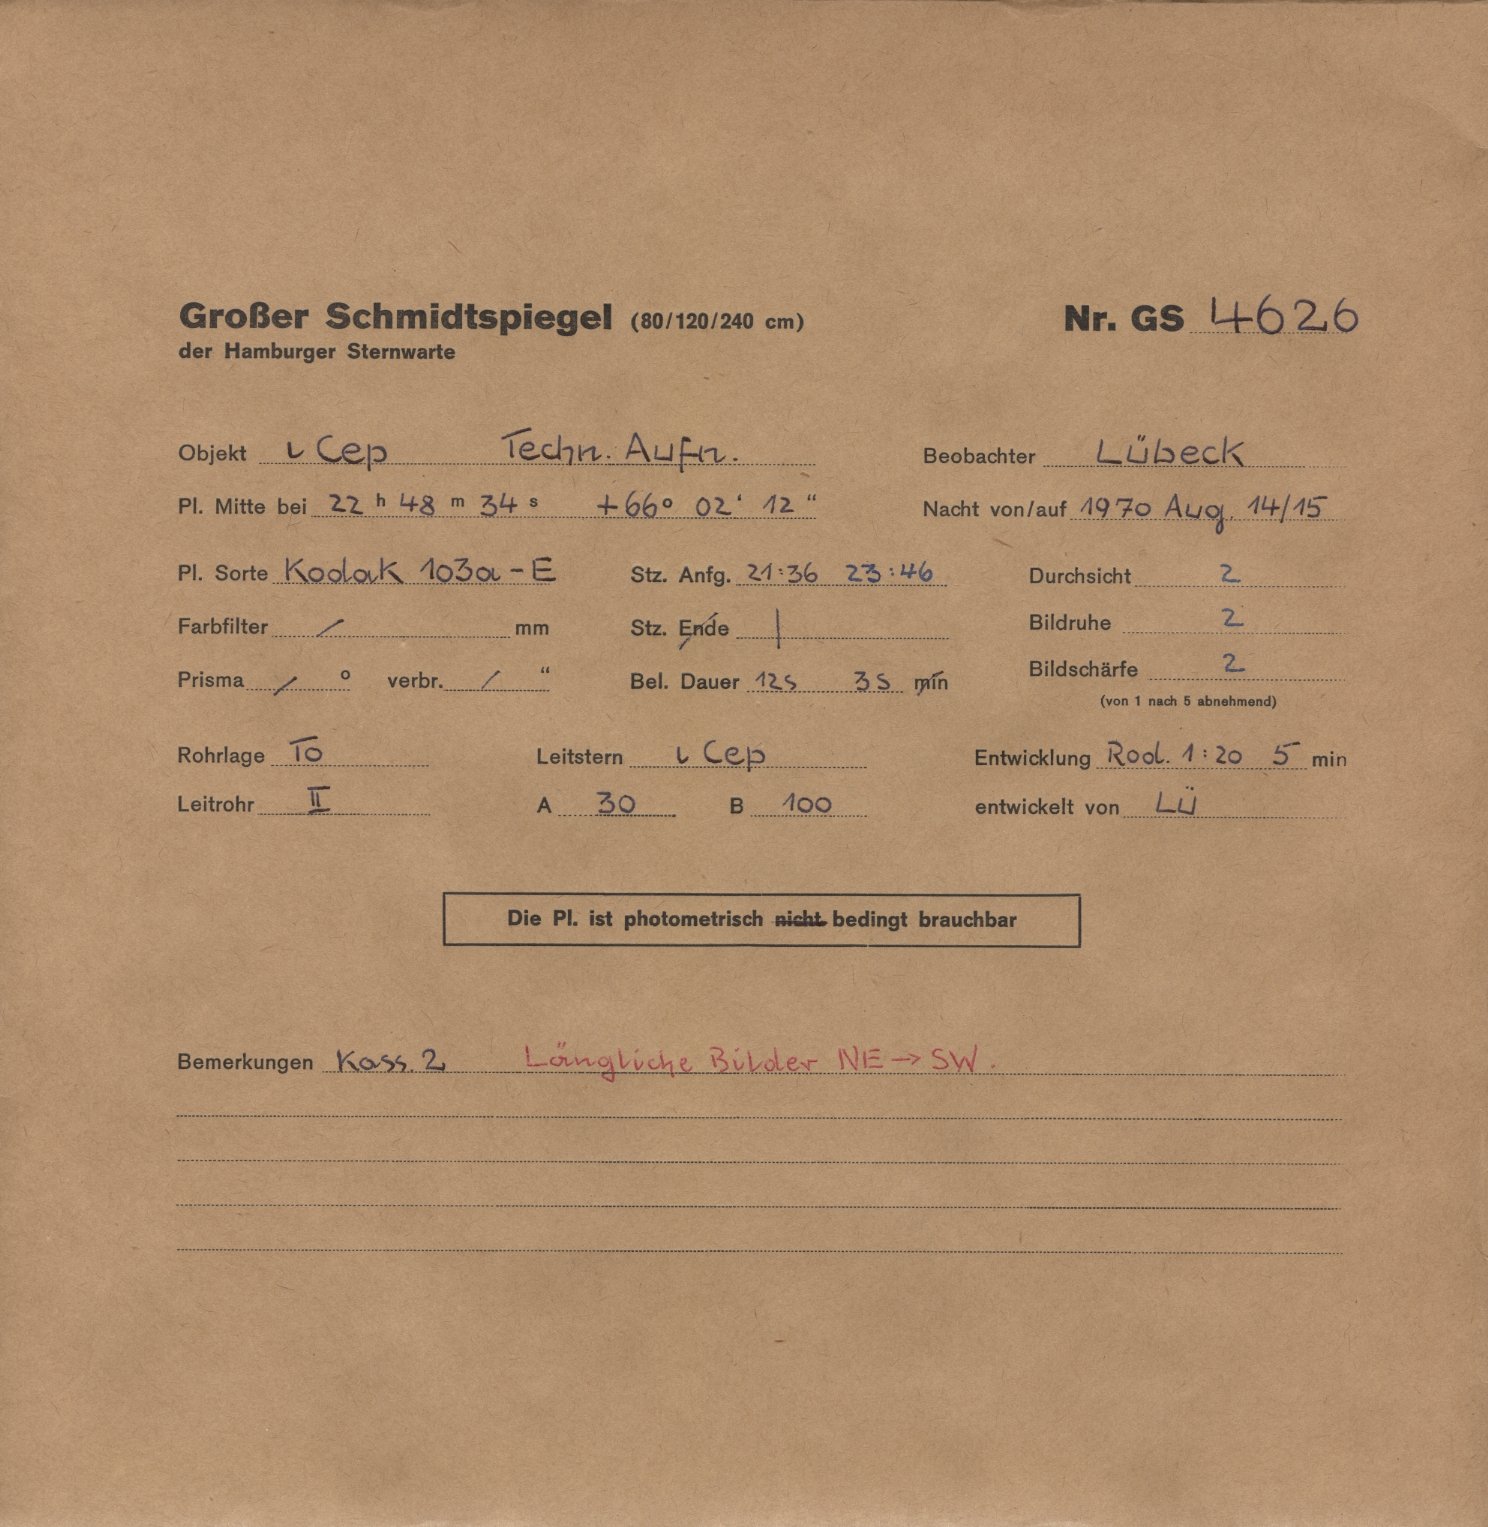 Großer Schmidtspiegel (80/120/240 cm) Nr. GS 4626
der Hamburger Sternwarte
Objekt ι Cep Techn. Aufn. Beobachter Lübeck
Pl. Mitte bei 22 h 48 m 34 s +66° 02' 12 “ Nacht von/auf 1970 Aug. 14/15
Pl. Sorte Kodak 103a-E Stz. Anfg. 21:36 23:46 Durchsicht 2
Farbfilter / mm Stz. Ende | Bildruhe 2
Prisma / ° verbr. / “ Bel. Dauer 12s 3s min Bildschärfe 2
(von 1 nach 5 abnehmend)
Rohrlage TO Leitstern ι Cep Entwicklung Rod. 1:20 5 min
Leitrohr II A 30 B 100 entwickelt von LÜ
Die Pl. ist photometrisch nicht bedingt brauchbar
Bemerkungen Kass. 2 Längliche Bilder NE → SW.